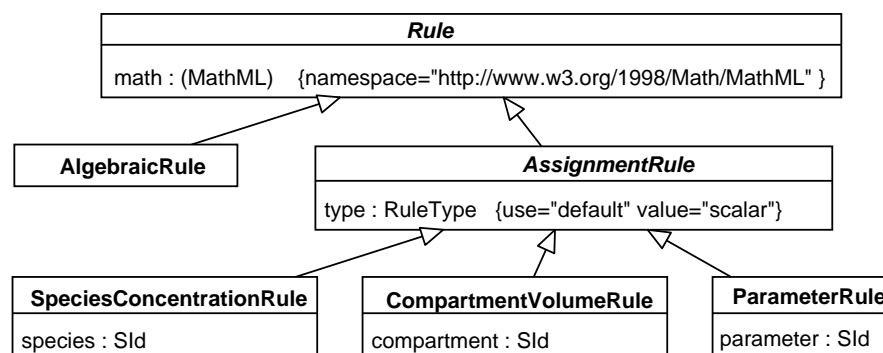 Rule
math : (MathML) {namespace="http://www.w3.org/1998/Math/MathML" }
AlgebraicRule
AssignmentRule
type : RuleType {use="default" value="scalar"}
SpeciesConcentrationRule
species : SId
CompartmentVolumeRule
compartment : SId
ParameterRule
parameter : SId